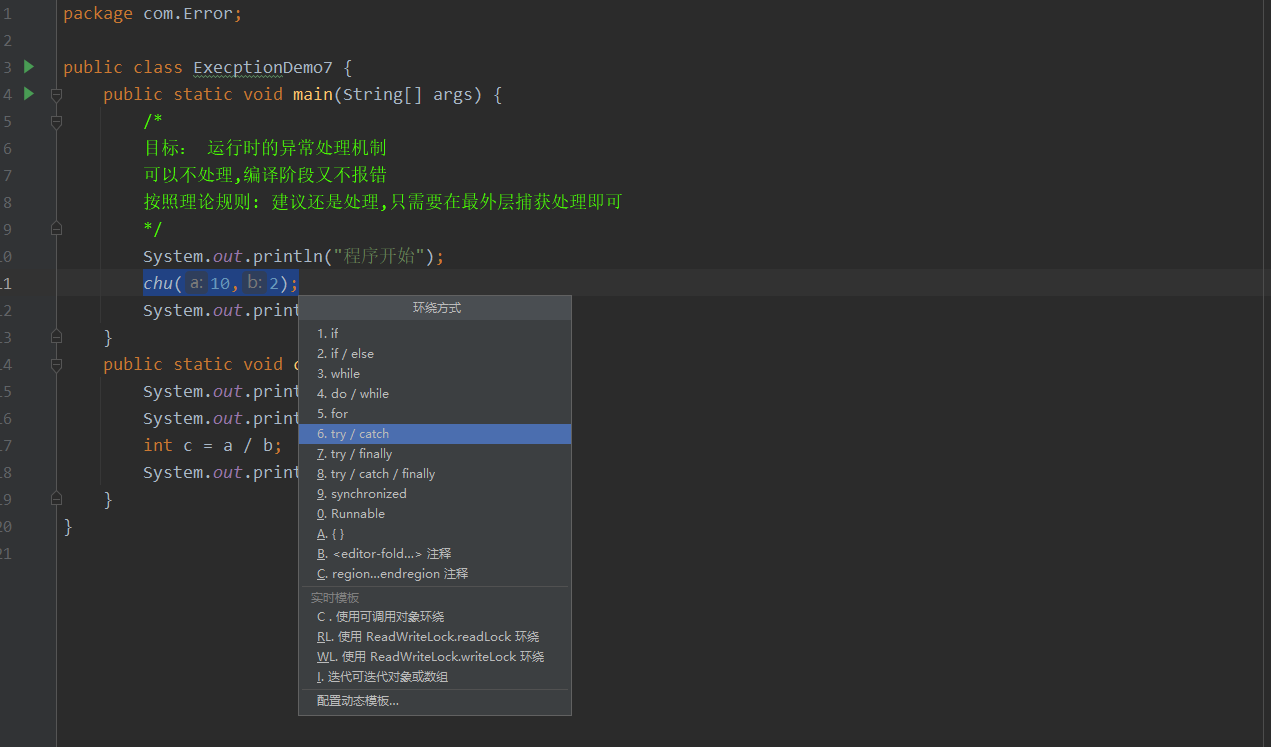 1 package com.Error;
2
3 public class ExecptionDemo7 {
4 public static void main(String[] args) {
5 /*
6 目标: 运行时的异常处理机制
7 可以不处理,编译阶段又不报错
8 按照理论规则: 建议还是处理,只需要在最外层捕获处理即可
9 */
10 System.out.println("程序开始");
11 chu( a: 10, b: 2);
12 System.out.print
环绕方式
1. if
13 }
2. if / else
14 public static void
3. while
15 System.out.print
4. do / while
16 System.out.print
5. for
6. try / catch
17 int c = a / b;
7. try / finally
18 System.out.print
8. try / catch / finally
19 }
9. synchronized
0. Runnable
20 }
A. { }
21
B. <editor-fold...> 注释
C. region...endregion 注释
实时模板
C . 使用可调用对象环绕
RL. 使用 ReadWriteLock.readLock 环绕
WL. 使用 ReadWriteLock.writeLock 环绕
I. 迭代可迭代对象或数组
配置动态模板...